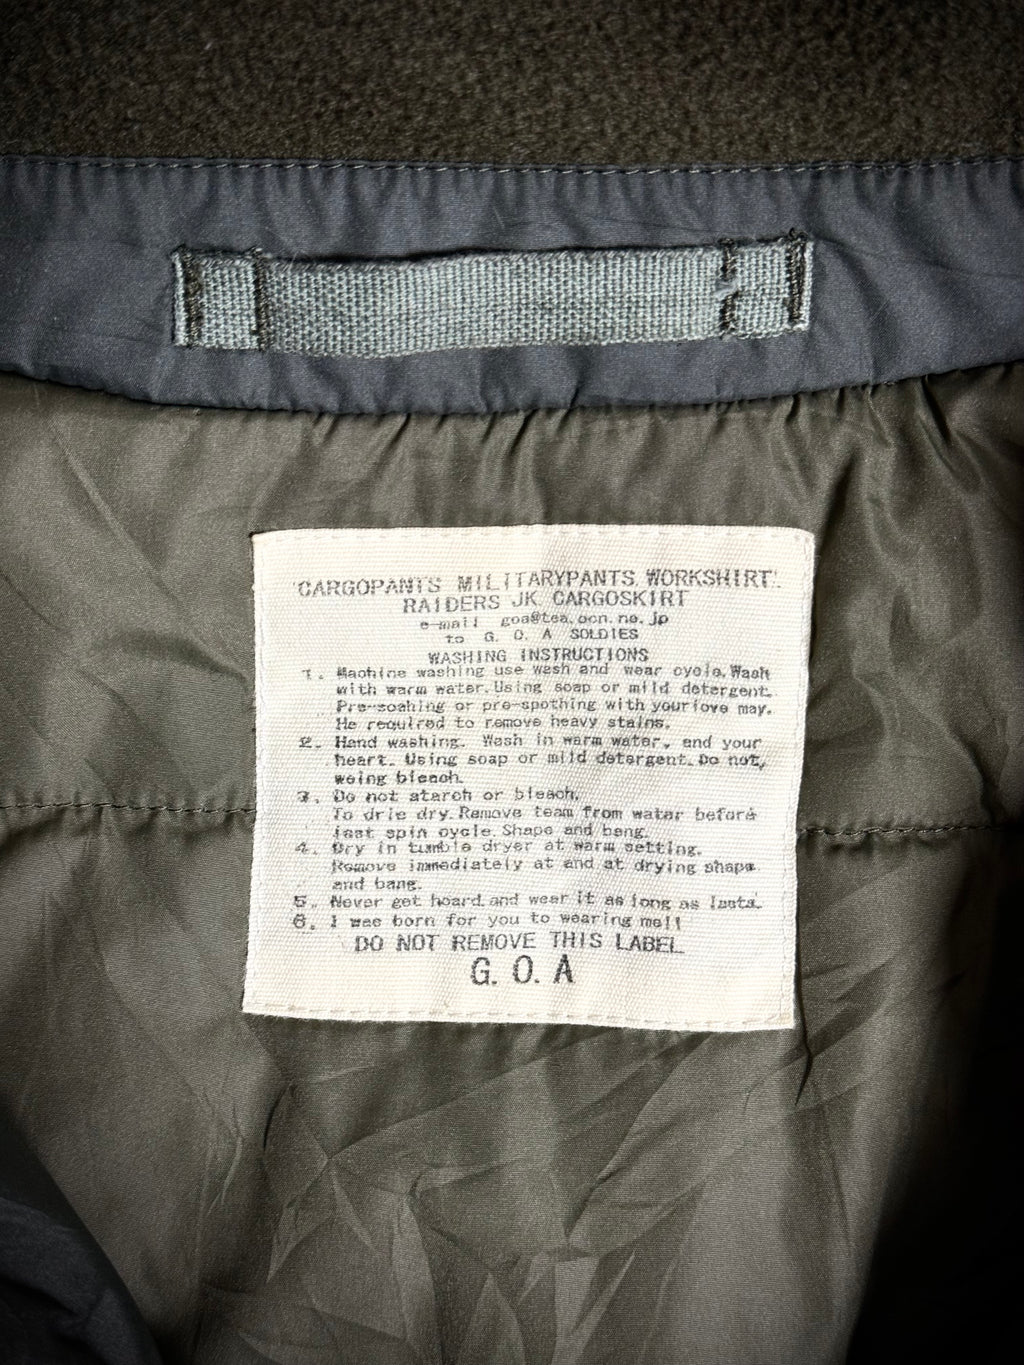 "CARGOPANTS MILITARYPANTS. WORKSHIRT".
RAIDERS JK CARGOSKIRT
e-mail goa@tea.ocn.ne.jp
to G. O. A SOLDIES
WASHING INSTRUCTIONS
1. Machine washing use wash and wear cycle. Wash
with warm water. Using soap or mild detergent.
Pre-soahing or pre-spothing with your love may.
He required to remove heavy stains.
2. Hand washing. Wash in warm water, and your
heart. Using soap or mild detergent. Do not,
weing bleach.
3. Do not starch or bleach.
To drie dry. Remove team from water before
last spin cycle. Shape and bang.
4. Dry in tumble dryer at warm setting.
Remove immediately at and at drying shape
and bang.
5. Never get hoard. and wear it as long as lasts.
6. I was born for you to wearing me!!
DO NOT REMOVE THIS LABEL
G. O. A